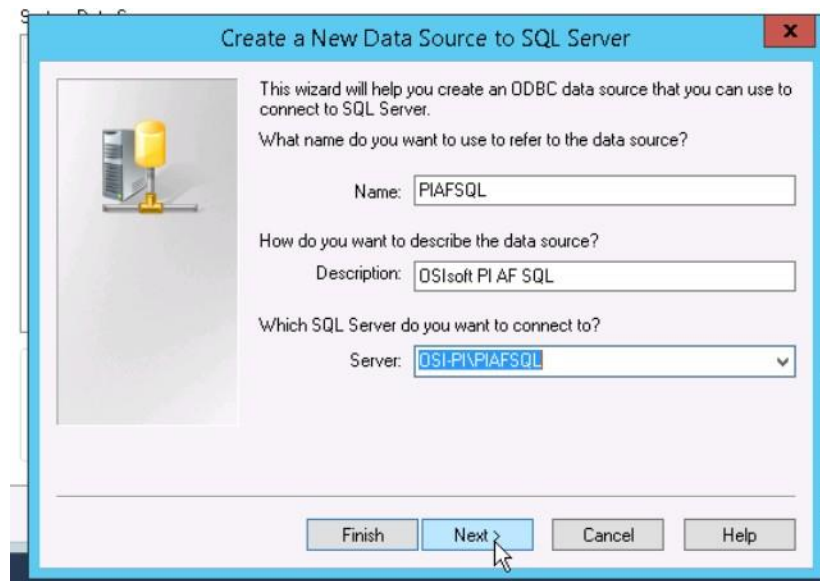 Create a New Data Source to SQL Server
x
This wizard will help you create an ODBC data source that you can use to
connect to SQL Server.
What name do you want to use to refer to the data source?
Name: PIAFSQL
How do you want to describe the data source?
Description: OSIsoft PI AF SQL
Which SQL Server do you want to connect to?
Server: OSI-PI\PIAFSQL
Finish Next > Cancel Help